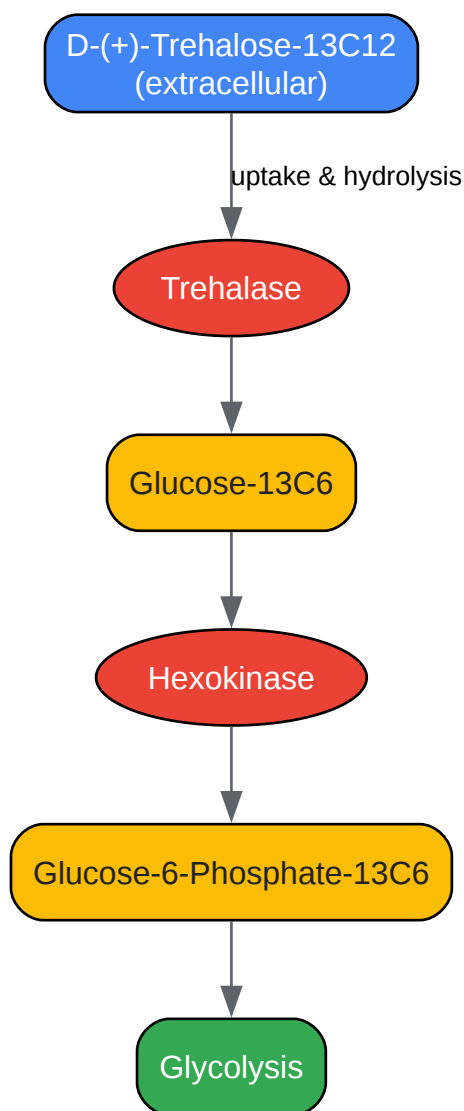 D-(+)-Trehalose-13C12
(extracellular)
uptake & hydrolysis
Trehalase
Glucose-13C6
Hexokinase
Glucose-6-Phosphate-13C6
Glycolysis